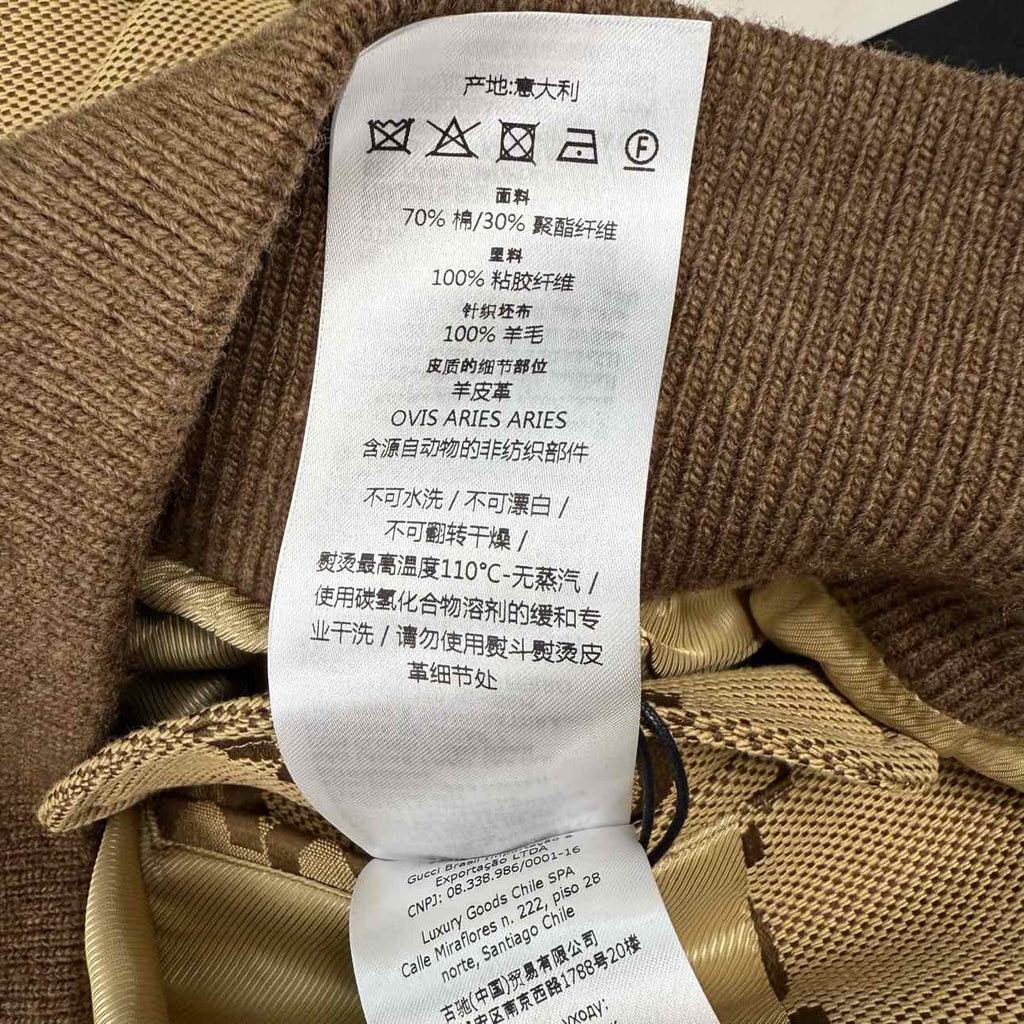 产地:意大利
F
面料
70% 棉/30% 聚酯纤维
里料
100% 粘胶纤维
针织坯布
100% 羊毛
皮质的细节部位
羊皮革
OVIS ARIES ARIES
含源自动物的非纺织部件
不可水洗 / 不可漂白 /
不可翻转干燥 /
熨烫最高温度110°C-无蒸汽 /
使用碳氢化合物溶剂的缓和专
业干洗 / 请勿使用熨斗熨烫皮
革细节处
Gucci Brasil Importação e
Exportação LTDA
CNPJ: 08.338.986/0001-16
Luxury Goods Chile SPA
Calle Miraflores n. 222, piso 28
norte, Santiago Chile
古驰(中国)贸易有限公司
区南京西路1788号20楼
уходу: